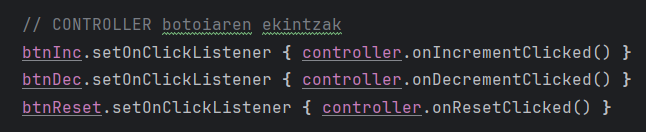 // CONTROLLER botoiaren ekintzak
btnInc.setOnClickListener { controller.onIncrementClicked() }
btnDec.setOnClickListener { controller.onDecrementClicked() }
btnReset.setOnClickListener { controller.onResetClicked() }